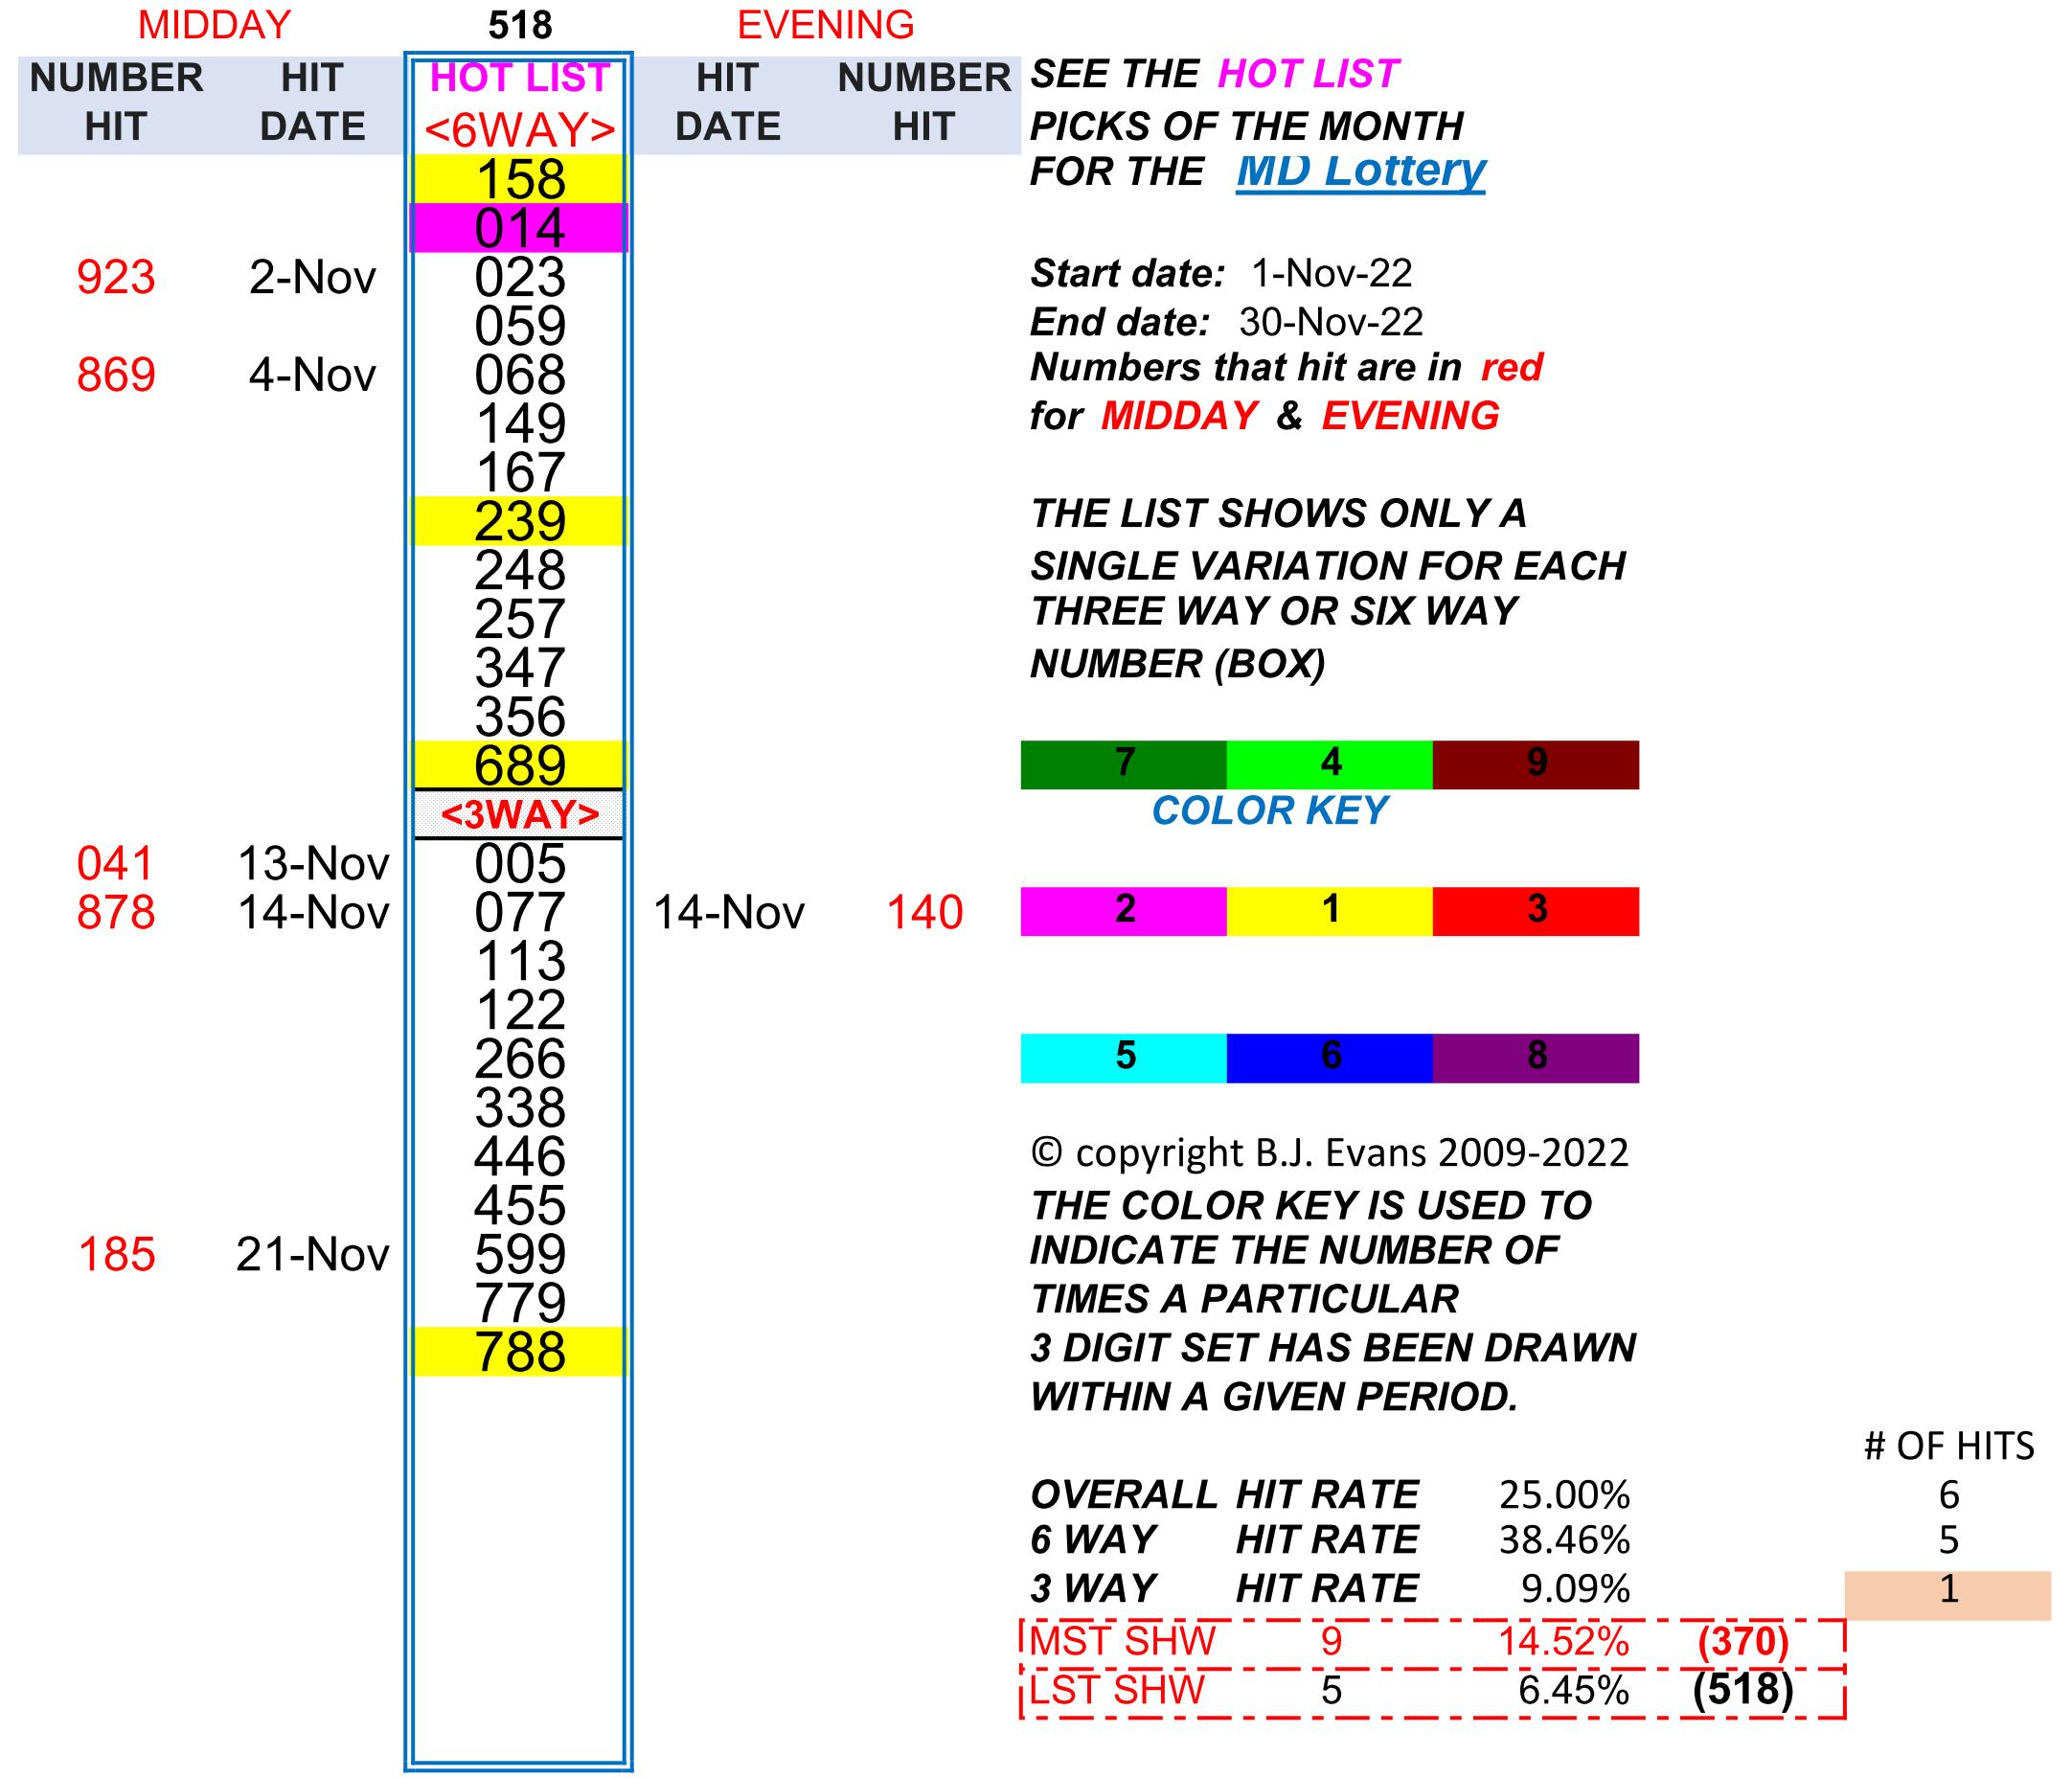 MIDDAY 518 EVENING
NUMBER HIT HOT LIST HIT NUMBER SEE THE HOT LIST
HIT DATE <6WAY> DATE HIT PICKS OF THE MONTH
158 FOR THE MD Lottery
014
923 2-Nov 023 Start date: 1-Nov-22
059 End date: 30-Nov-22
869 4-Nov 068 Numbers that hit are in red
149 for MIDDAY & EVENING
167
239 THE LIST SHOWS ONLY A
248 SINGLE VARIATION FOR EACH
257 THREE WAY OR SIX WAY
347 NUMBER (BOX)
356
689 7 4 9
<3WAY> COLOR KEY
041 13-Nov 005
878 14-Nov 077 14-Nov 140 2 1 3
113
122
266 5 6 8
338
446 © copyright B.J. Evans 2009-2022
455 THE COLOR KEY IS USED TO
185 21-Nov 599 INDICATE THE NUMBER OF
779 TIMES A PARTICULAR
788 3 DIGIT SET HAS BEEN DRAWN
WITHIN A GIVEN PERIOD.
# OF HITS
OVERALL HIT RATE 25.00% 6
6 WAY HIT RATE 38.46% 5
3 WAY HIT RATE 9.09% 1
MST SHW 9 14.52% (370)
LST SHW 5 6.45% (518)